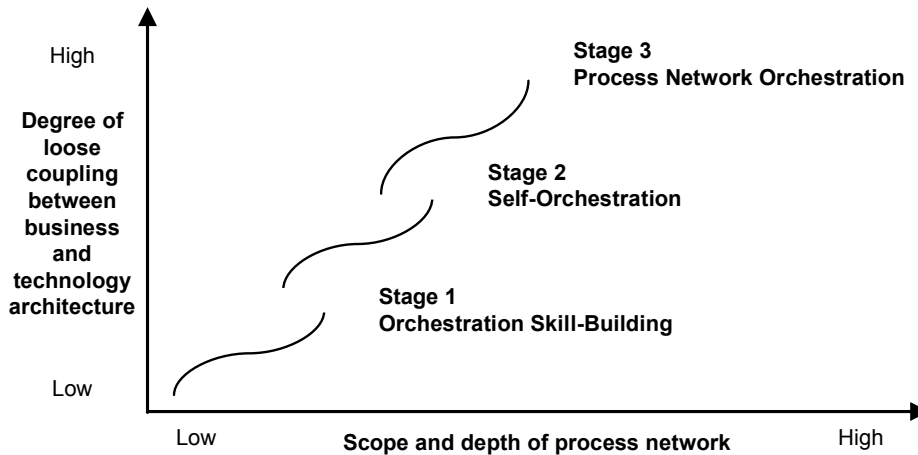 High
Stage 3
Process Network Orchestration
Degree of
loose
coupling
between
business
and
technology
architecture
Stage 2
Self-Orchestration
Stage 1
Orchestration Skill-Building
Low
Low
Scope and depth of process network
High